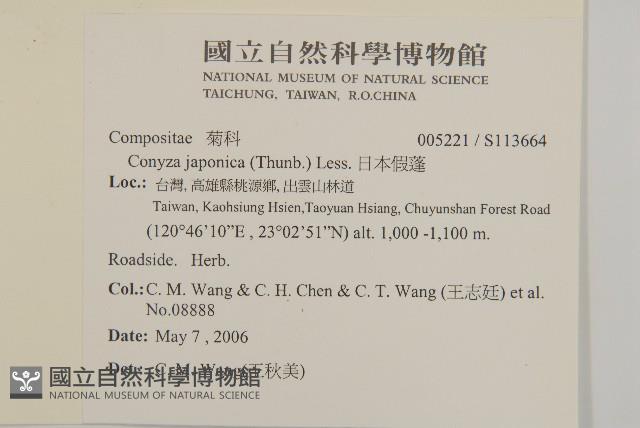 國立自然科學博物館
NATIONAL MUSEUM OF NATURAL SCIENCE
TAICHUNG, TAIWAN, R.O.CHINA
Compositae 菊科 005221 / S113664
Conyza japonica (Thunb.) Less. 日本假蓬
Loc.: 台灣, 高雄縣桃源鄉, 出雲山林道
Taiwan, Kaohsiung Hsien,Taoyuan Hsiang, Chuyunshan Forest Road
(120°46'10”E , 23°02'51”N) alt. 1,000 -1,100 m.
Roadside. Herb.
Col.: C. M. Wang & C. H. Chen & C. T. Wang (王志廷) et al.
No.08888
Date: May 7 , 2006
Det.: C. M. Wang(王秋美)
國立自然科學博物館
NATIONAL MUSEUM OF NATURAL SCIENCE